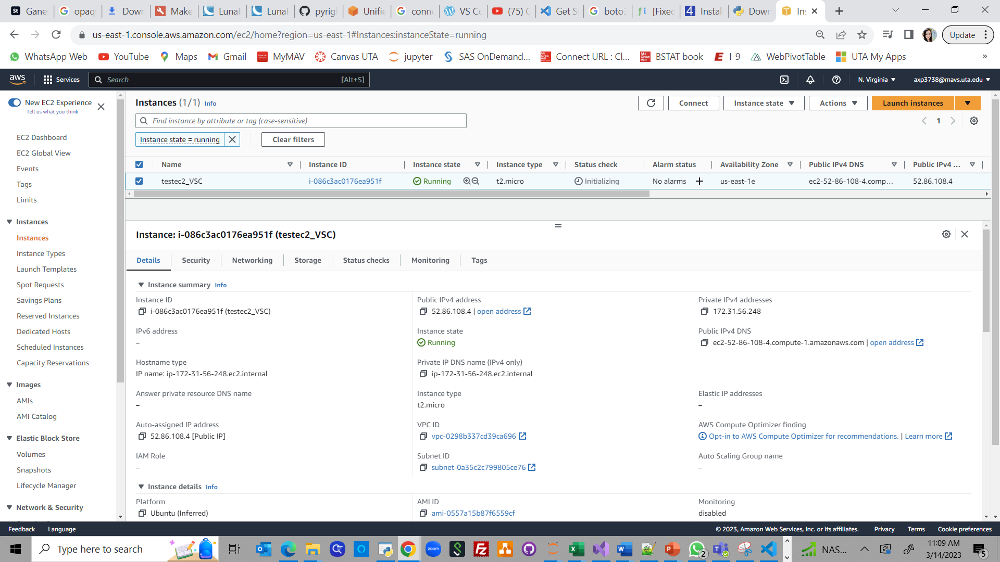 Gane
opaq
Down
Make
LunaP
LunaP
pyrigh
Unifie
conne
VS Co
(75) G
Get S
boto3
[Fixed
Instal
Down
Ins
us-east-1.console.aws.amazon.com/ec2/home?region=us-east-1#Instances:instanceState=running
Update
WhatsApp Web YouTube Maps Gmail MyMAV Canvas UTA jupyter SAS OnDemand... Connect URL : Cl... BSTAT book I-9 WebPivotTable UTA My Apps »
aws Services Search [Alt+S] N. Virginia axp3738@mavs.uta.edu
New EC2 Experience
Tell us what you think
EC2 Dashboard
EC2 Global View
Events
Tags
Limits
Instances
Instances
Instance Types
Launch Templates
Spot Requests
Savings Plans
Reserved Instances
Dedicated Hosts
Scheduled Instances
Capacity Reservations
Images
AMIs
AMI Catalog
Elastic Block Store
Volumes
Snapshots
Lifecycle Manager
Network & Security
Instances (1/1) Info
Connect
Instance state
Actions
Launch instances
Find instance by attribute or tag (case-sensitive)
1
Instance state = running
Clear filters
Name Instance ID Instance state Instance type Status check Alarm status Availability Zone Public IPv4 DNS Public IPv4 ...
testec2_VSC i-086c3ac0176ea951f Running t2.micro Initializing No alarms us-east-1e ec2-52-86-108-4.comp... 52.86.108.4
Instance: i-086c3ac0176ea951f (testec2_VSC)
Details Security Networking Storage Status checks Monitoring Tags
Instance summary Info
Instance ID
i-086c3ac0176ea951f (testec2_VSC)
Public IPv4 address
52.86.108.4 | open address
Private IPv4 addresses
172.31.56.248
IPv6 address
–
Instance state
Running
Public IPv4 DNS
ec2-52-86-108-4.compute-1.amazonaws.com | open address
Hostname type
IP name: ip-172-31-56-248.ec2.internal
Private IP DNS name (IPv4 only)
ip-172-31-56-248.ec2.internal
Answer private resource DNS name
–
Instance type
t2.micro
Elastic IP addresses
–
Auto-assigned IP address
52.86.108.4 [Public IP]
VPC ID
vpc-0298b337cd39ca696
AWS Compute Optimizer finding
Opt-in to AWS Compute Optimizer for recommendations. | Learn more
IAM Role
–
Subnet ID
subnet-0a35c2c799805ce76
Auto Scaling Group name
–
Instance details Info
Platform
Ubuntu (Inferred)
AMI ID
ami-0557a15b87f6559cf
Monitoring
disabled
Feedback Language © 2023, Amazon Web Services, Inc. or its affiliates. Privacy Terms Cookie preferences
Type here to search
zoom
2
NAS...
11:09 AM
3/14/2023
5